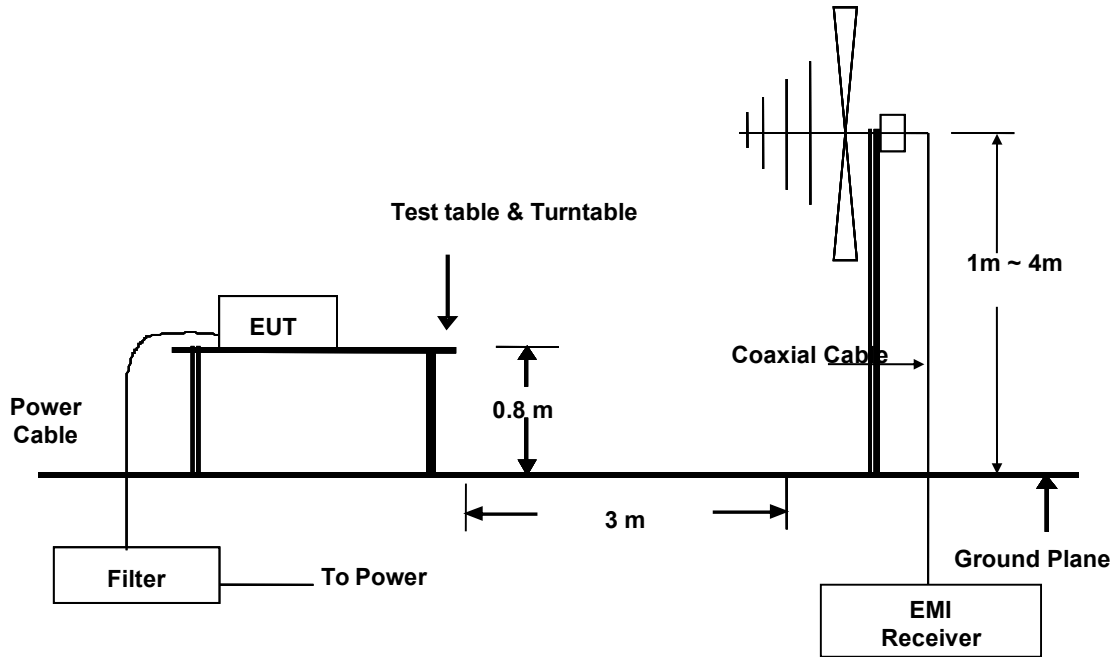 Test table & Turntable
1m ~ 4m
EUT
Coaxial Cable
0.8 m
Power
Cable
3 m
Ground Plane
Filter
To Power
EMI
Receiver